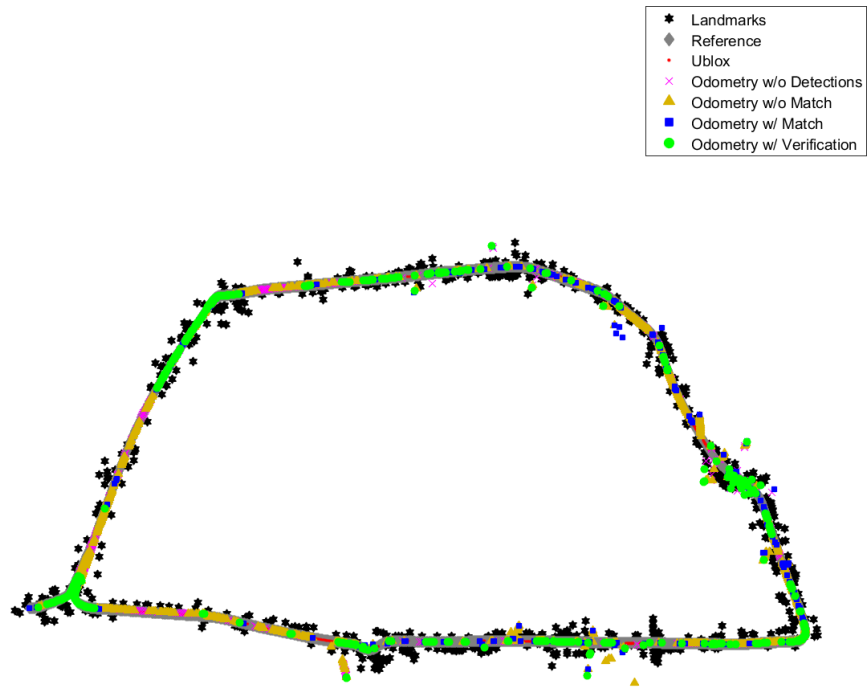 Landmarks
Reference
Ublox
Odometry w/o Detections
Odometry w/o Match
Odometry w/ Match
Odometry w/ Verification